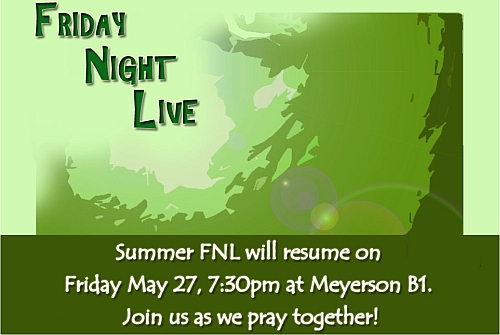 Friday
Night
Live
Summer FNL will resume on
Friday May 27, 7:30pm at Meyerson B1.
Join us as we pray together!